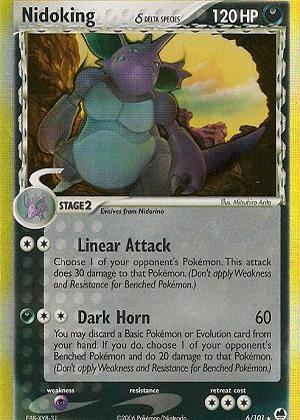 Nidoking δ DELTA SPECIES 120 HP
Illus. Mitsuhiro Arita
STAGE2
Evolves from Nidorino
Linear Attack
Choose 1 of your opponent's Pokémon. This attack
does 30 damage to that Pokémon. (Don't apply Weakness
and Resistance for Benched Pokémon.)
Dark Horn 60
You may discard a Basic Pokémon or Evolution card from
your hand. If you do, choose 1 of your opponent's
Benched Pokémon and do 20 damage to that Pokémon.
(Don't apply Weakness and Resistance for Benched Pokémon.)
weakness resistance retreat cost
©2006 Pokémon/Nintendo 6/101 ★